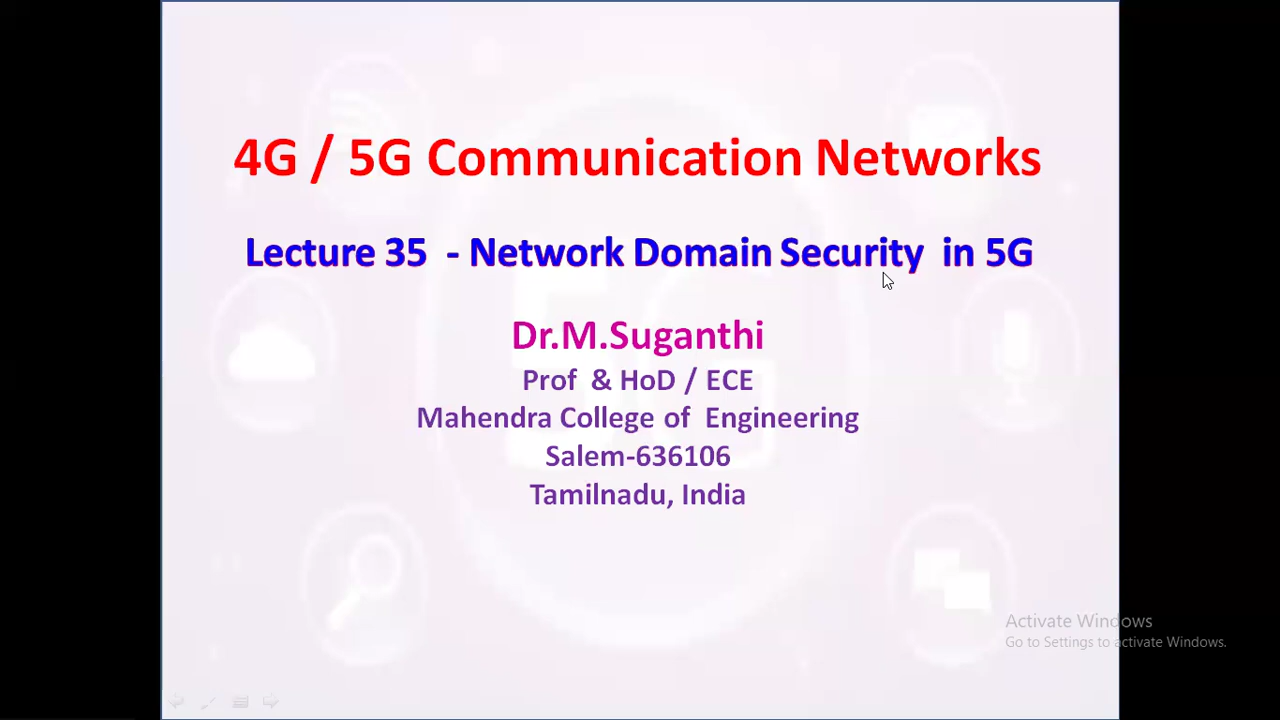 4G / 5G Communication Networks
Lecture 35 - Network Domain Security in 5G
Dr.M.Suganthi
Prof & HoD / ECE
Mahendra College of Engineering
Salem-636106
Tamilnadu, India
Activate Windows
Go to Settings to activate Windows.